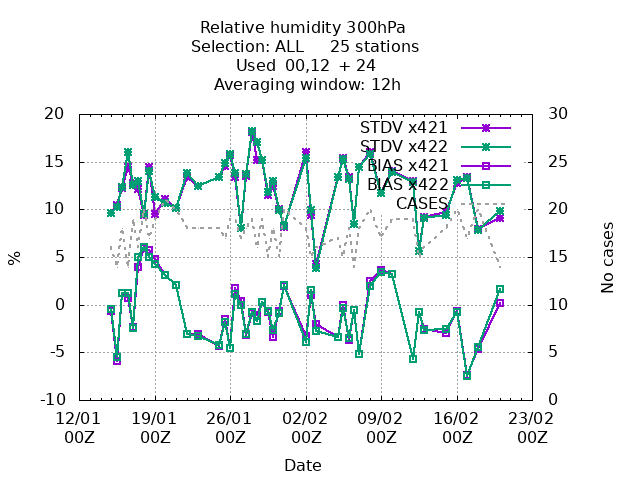 Relative humidity 300hPa
Selection: ALL 25 stations
Used 00,12 + 24
Averaging window: 12h
20
15
10
5
0
-5
-10
%
30
25
20
15
10
5
0
No cases
STDV x421
STDV x422
BIAS x421
BIAS x422
CASES
12/01 19/01 26/01 02/02 09/02 16/02 23/02
00Z 00Z 00Z 00Z 00Z 00Z 00Z
Date